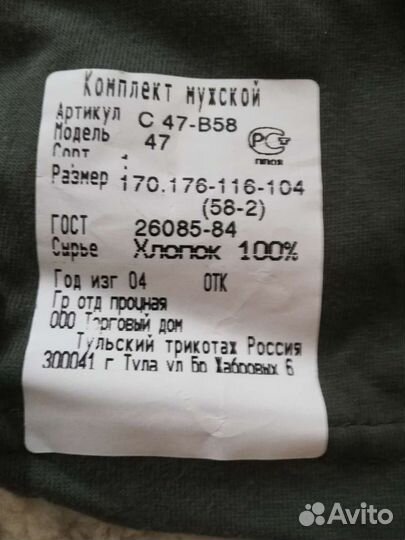 Комплект мужской
Артикул С 47-В58
Модель 47
Сорт 1
РСТ
Размер 170.176-116-104
(58-2)
ГОСТ 26085-84
Сырье Хлопок 100%
Год изг 04 ОТК
Гр отд прочная
ООО Торговый дом
Тульский трикотаж Россия
300041 г Тула ул Бр Жабровых 6
Avito